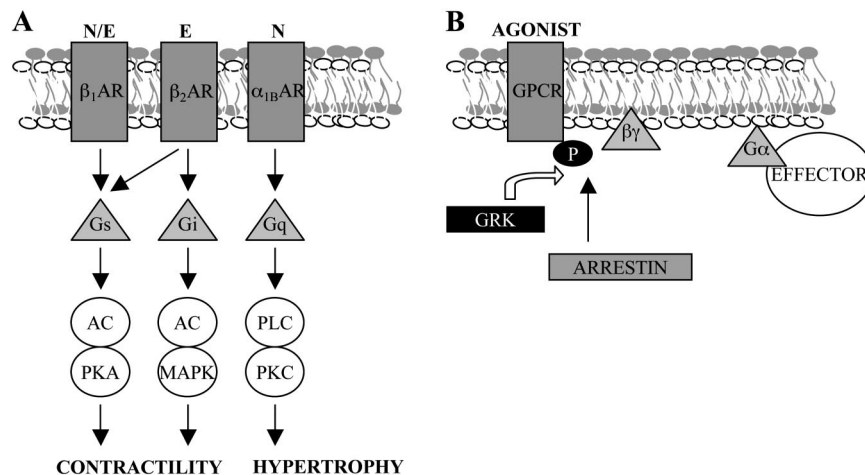 A
N/E E N
β1AR β2AR α1BAR
Gs Gi Gq
AC AC PLC
PKA MAPK PKC
CONTRACTILITY HYPERTROPHY
B
AGONIST
GPCR
βγ
Gα
P
EFFECTOR
GRK
ARRESTIN